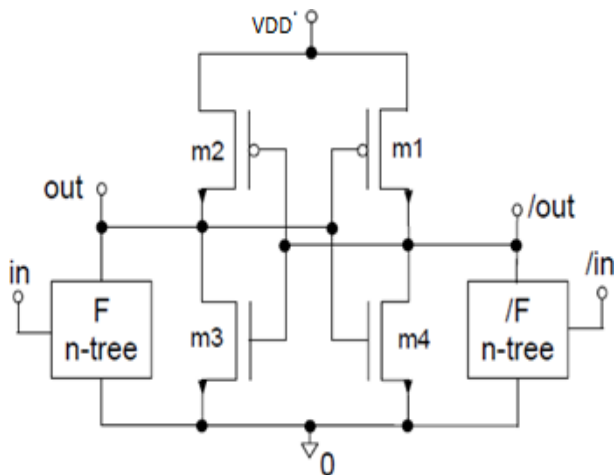 VDD
m2
m1
out
/out
in
/in
F
n-tree
m3
m4
/F
n-tree
0